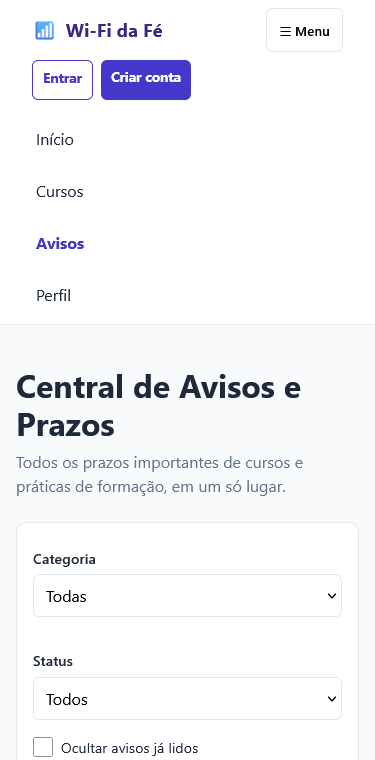 Wi-Fi da Fé
☰ Menu
Entrar
Criar conta
Início
Cursos
Avisos
Perfil
Central de Avisos e
Prazos
Todos os prazos importantes de cursos e
práticas de formação, em um só lugar.
Categoria
Todas
Status
Todos
Ocultar avisos já lidos